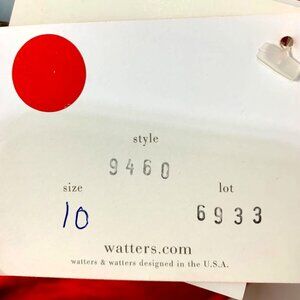 style
9460
size
lot
10
6933
watters.com
watters & watters designed in the U.S.A.